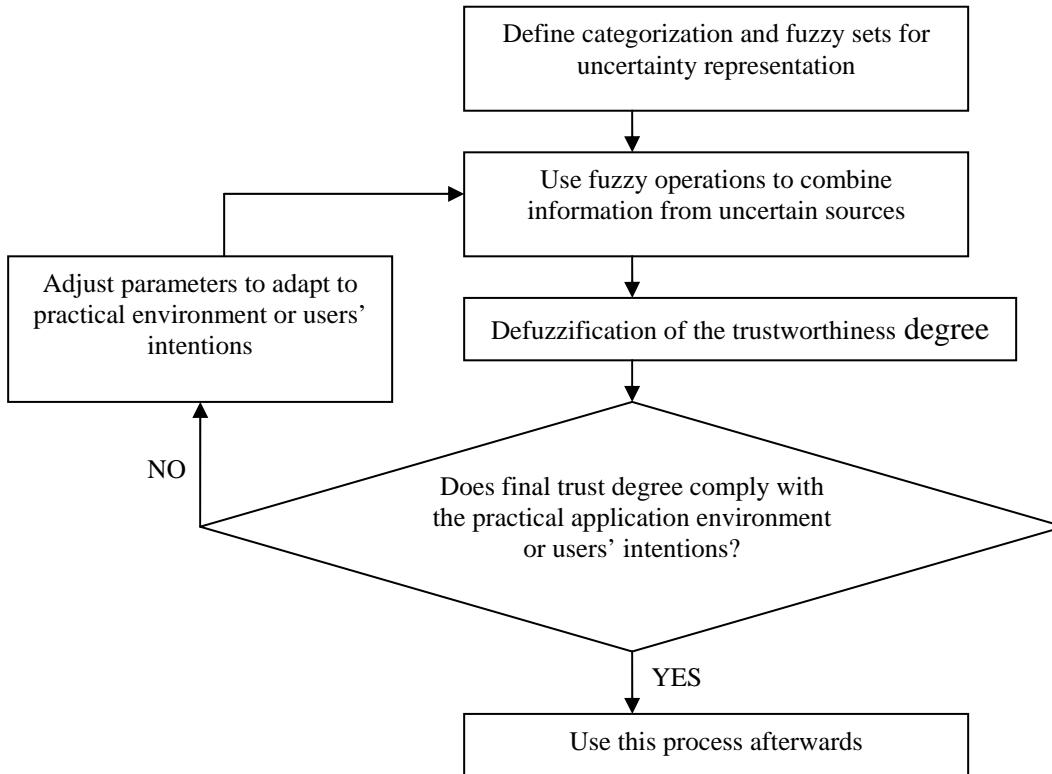 Define categorization and fuzzy sets for
uncertainty representation
Use fuzzy operations to combine
information from uncertain sources
Adjust parameters to adapt to
practical environment or users’
intentions
Defuzzification of the trustworthiness degree
NO
Does final trust degree comply with
the practical application environment
or users’ intentions?
YES
Use this process afterwards